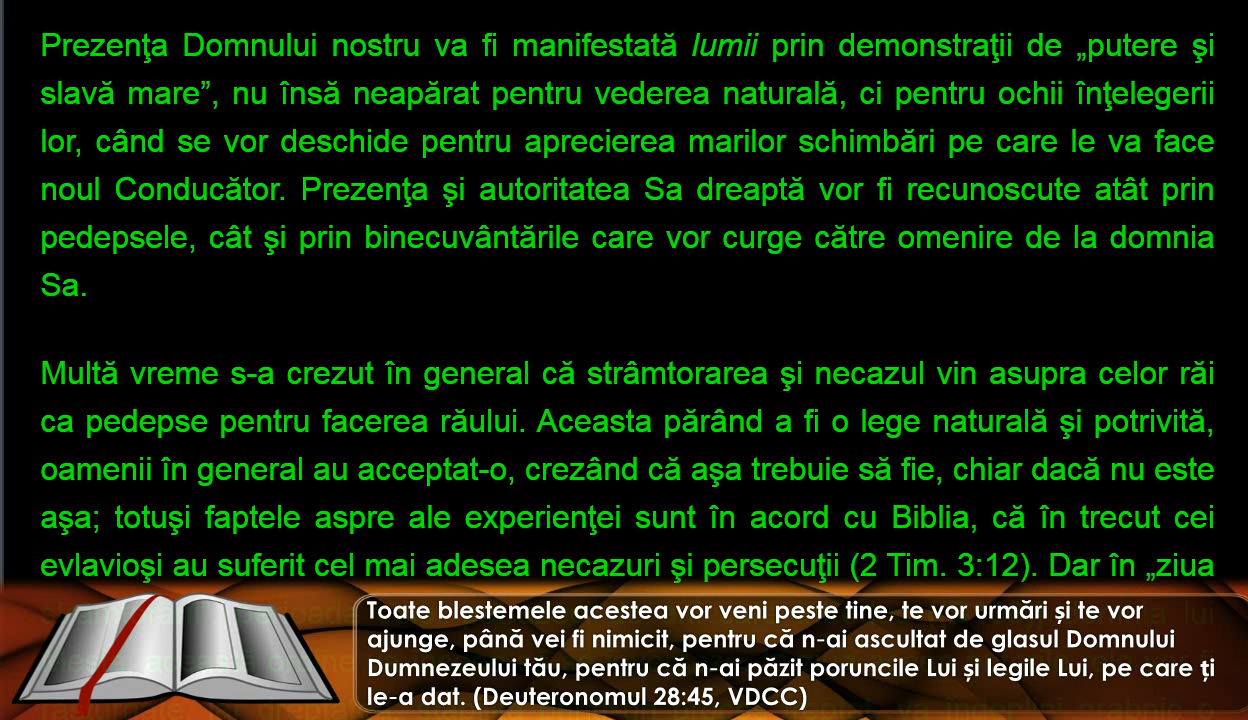 Prezenţa Domnului nostru va fi manifestată lumii prin demonstraţii de „putere şi
slavă mare”, nu însă neapărat pentru vederea naturală, ci pentru ochii înţelegerii
lor, când se vor deschide pentru aprecierea marilor schimbări pe care le va face
noul Conducător. Prezenţa şi autoritatea Sa dreaptă vor fi recunoscute atât prin
pedepsele, cât şi prin binecuvântările care vor curge către omenire de la domnia
Sa.
Multă vreme s-a crezut în general că strâmtorarea şi necazul vin asupra celor răi
ca pedepse pentru facerea răului. Aceasta părând a fi o lege naturală şi potrivită,
oamenii în general au acceptat-o, crezând că aşa trebuie să fie, chiar dacă nu este
aşa; totuşi faptele aspre ale experienţei sunt în acord cu Biblia, că în trecut cei
evlavioşi au suferit cel mai adesea necazuri şi persecuţii (2 Tim. 3:12). Dar în „ziua
Toate blestemele acestea vor veni peste tine, te vor urmări și te vor
ajunge, până vei fi nimicit, pentru că n-ai ascultat de glasul Domnului
Dumnezeului tău, pentru că n-ai păzit poruncile Lui și legile Lui, pe care ți
le-a dat. (Deuteronomul 28:45, VDCC)